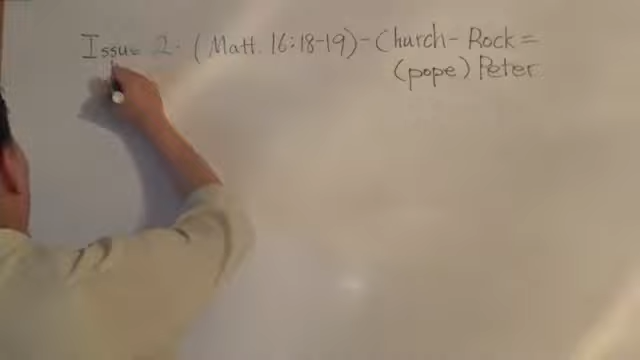 Issue 2. (Matt. 16:18-19) - Church - Rock =
(pope) Peter